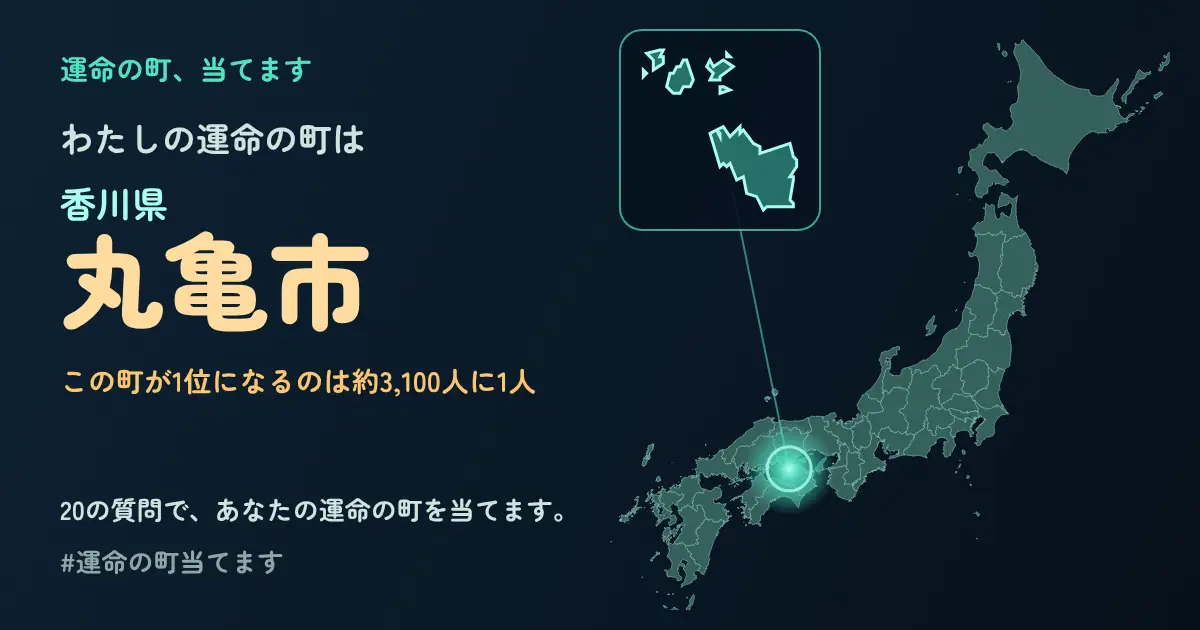 運命の町、当てます
わたしの運命の町は
香川県
丸亀市
この町が1位になるのは約3,100人に1人
20の質問で、あなたの運命の町を当てます。
#運命の町当てます